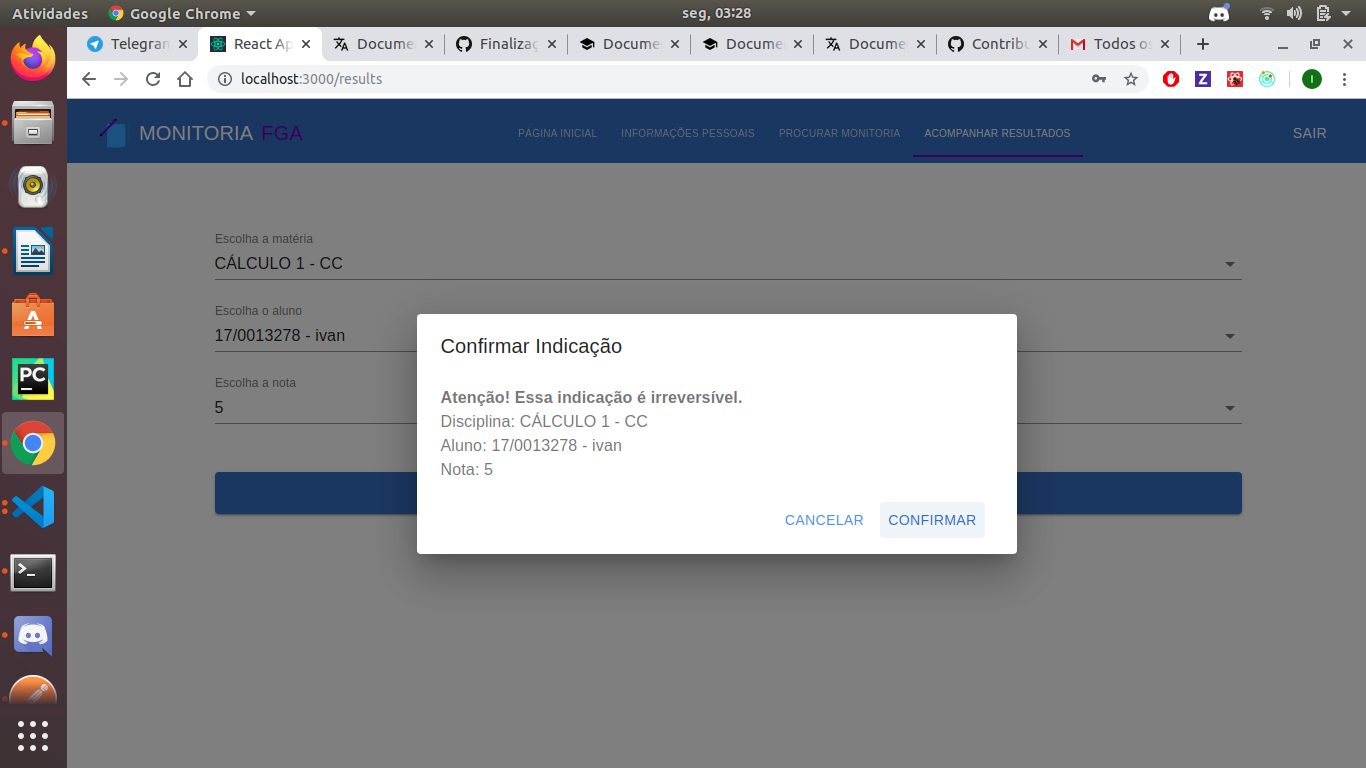 Atividades
Google Chrome
seg, 03:28
Telegran
React Ap
Docume
Finalizaç
Docume
Docume
Docume
Contribu
Todos os
localhost:3000/results
Z
I
MONITORIA FGA
PÁGINA INICIAL
INFORMAÇÕES PESSOAIS
PROCURAR MONITORIA
ACOMPANHAR RESULTADOS
SAIR
Escolha a matéria
CÁLCULO 1 - CC
Escolha o aluno
17/0013278 - ivan
Escolha a nota
5
Confirmar Indicação
Atenção! Essa indicação é irreversível.
Disciplina: CÁLCULO 1 - CC
Aluno: 17/0013278 - ivan
Nota: 5
CANCELAR
CONFIRMAR
PC